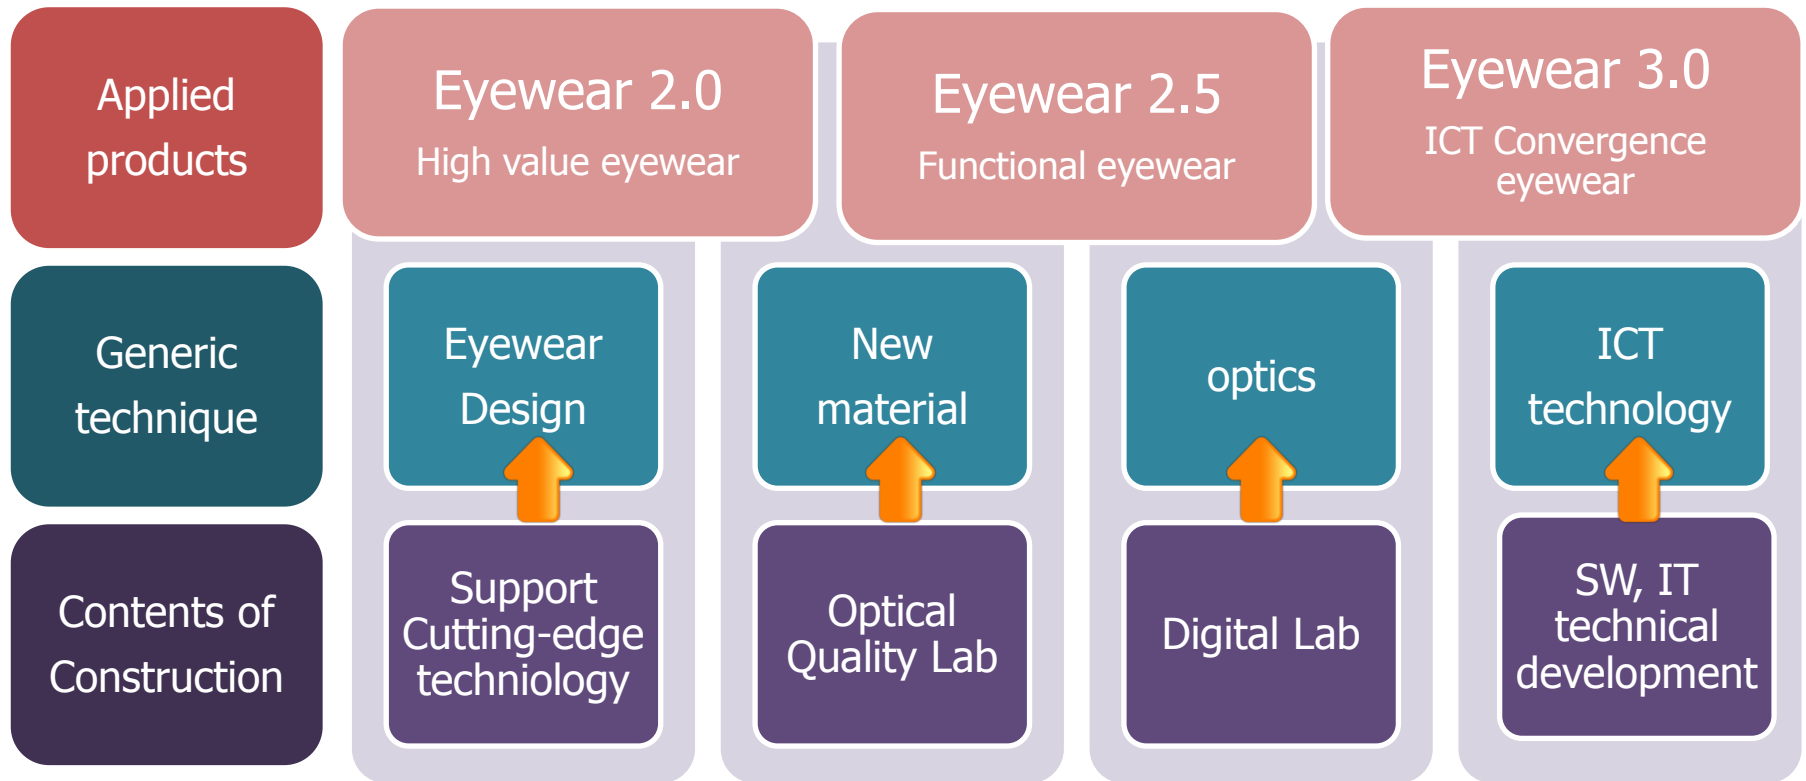 Applied
products
Eyewear 2.0
High value eyewear
Eyewear 2.5
Functional eyewear
Eyewear 3.0
ICT Convergence
eyewear
Generic
technique
Eyewear
Design
New
material
optics
ICT
technology
Contents of
Construction
Support
Cutting-edge
techniology
Optical
Quality Lab
Digital Lab
SW, IT
technical
development